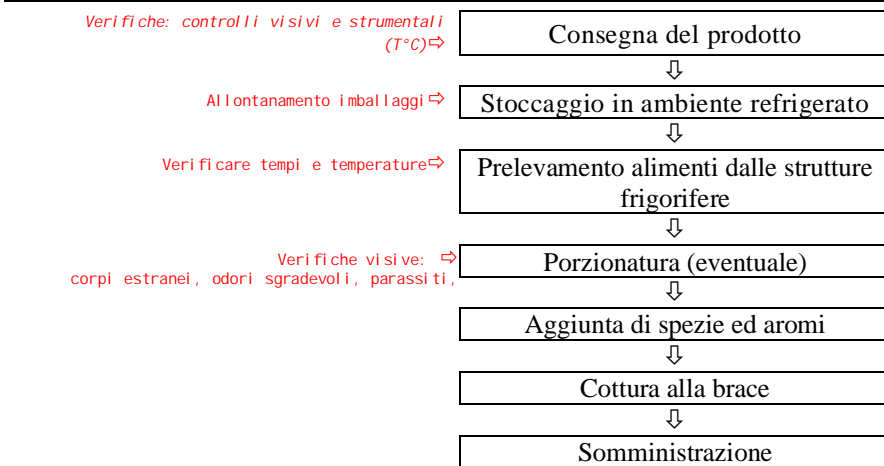 Verifiche: controlli visivi e strumentali
(T°C)⇨
Consegna del prodotto
⇩
Allontanamento imballaggi⇨
Stoccaggio in ambiente refrigerato
⇩
Verificare tempi e temperature⇨
Prelevamento alimenti dalle strutture
frigorifere
⇩
Verifiche visive: ⇨
corpi estranei, odori sgradevoli, parassiti,
Porzionatura (eventuale)
⇩
Aggiunta di spezie ed aromi
⇩
Cottura alla brace
⇩
Somministrazione